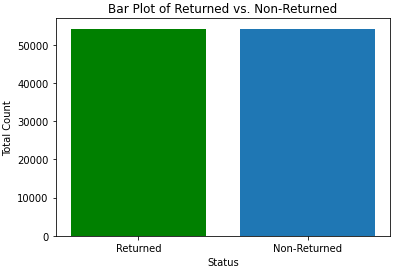 Bar Plot of Returned vs. Non-Returned
Total Count
50000
40000
30000
20000
10000
0
Returned
Non-Returned
Status